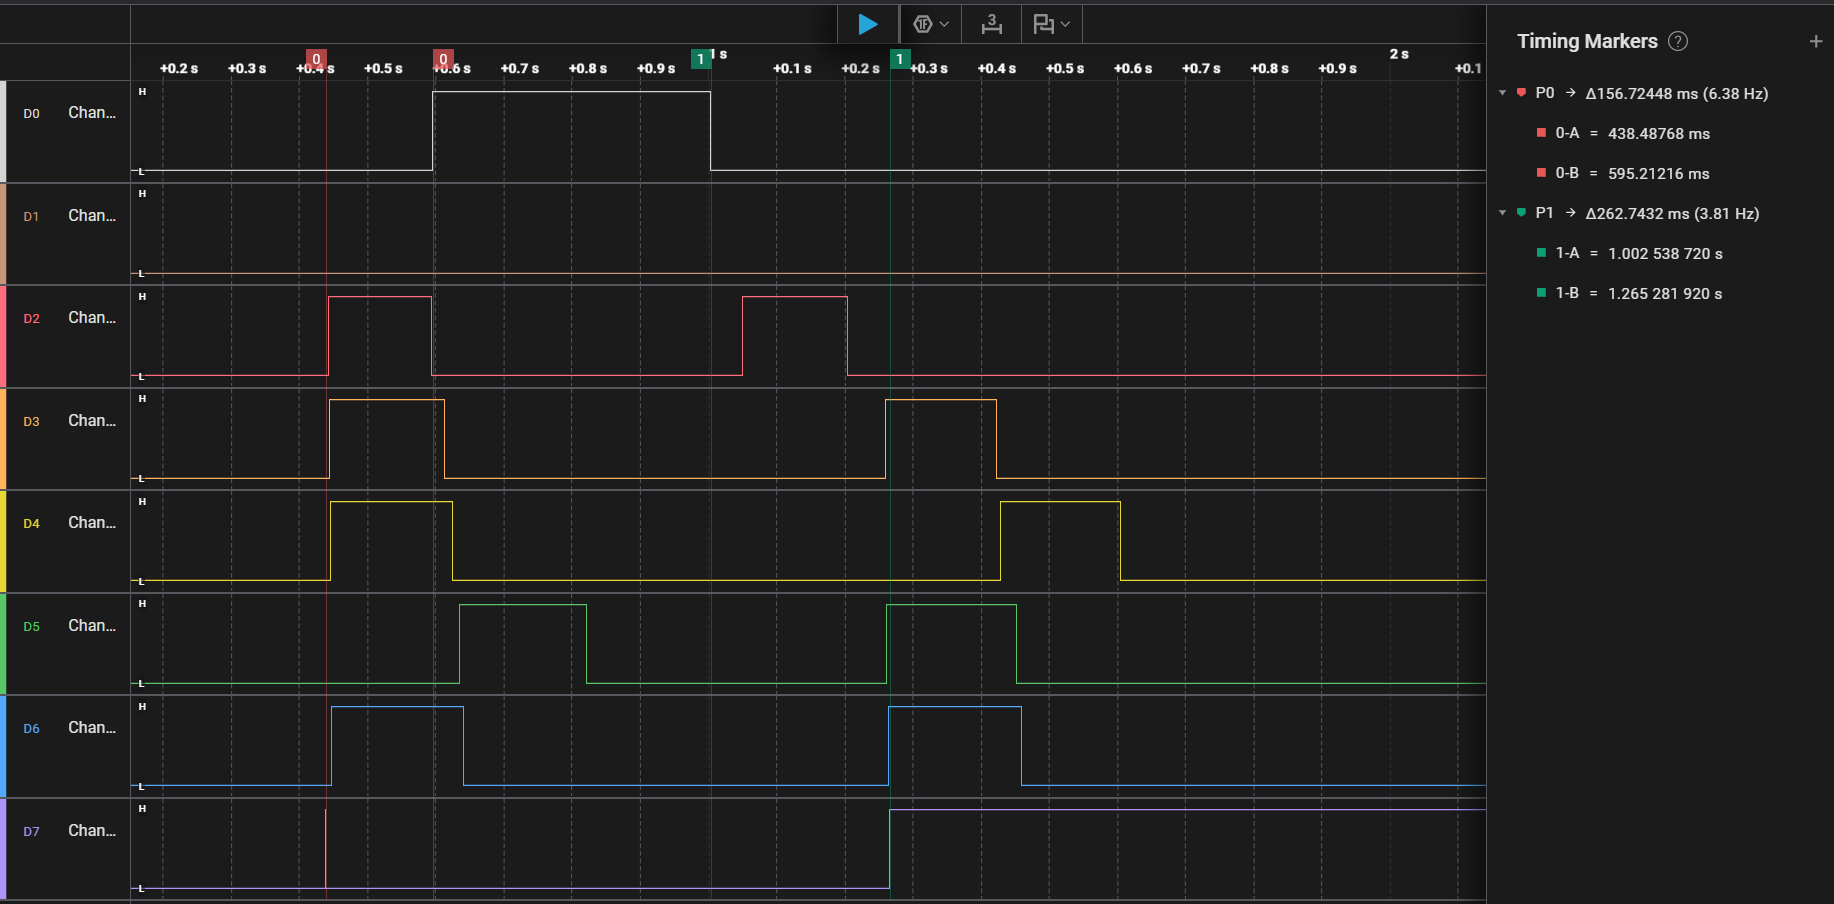 3
Timing Markers ?
0 0 1 1 s 1 2 s
+0.2 s +0.3 s +0.4 s +0.5 s +0.6 s +0.7 s +0.8 s +0.9 s +0.1 s +0.2 s +0.3 s +0.4 s +0.5 s +0.6 s +0.7 s +0.8 s +0.9 s +0.1
P0 → Δ156.72448 ms (6.38 Hz)
0-A = 438.48768 ms
0-B = 595.21216 ms
P1 → Δ262.7432 ms (3.81 Hz)
1-A = 1.002 538 720 s
1-B = 1.265 281 920 s
H
D0 Chan...
L
H
D1 Chan...
L
H
D2 Chan...
L
H
D3 Chan...
L
H
D4 Chan...
L
H
D5 Chan...
L
H
D6 Chan...
L
H
D7 Chan...
L